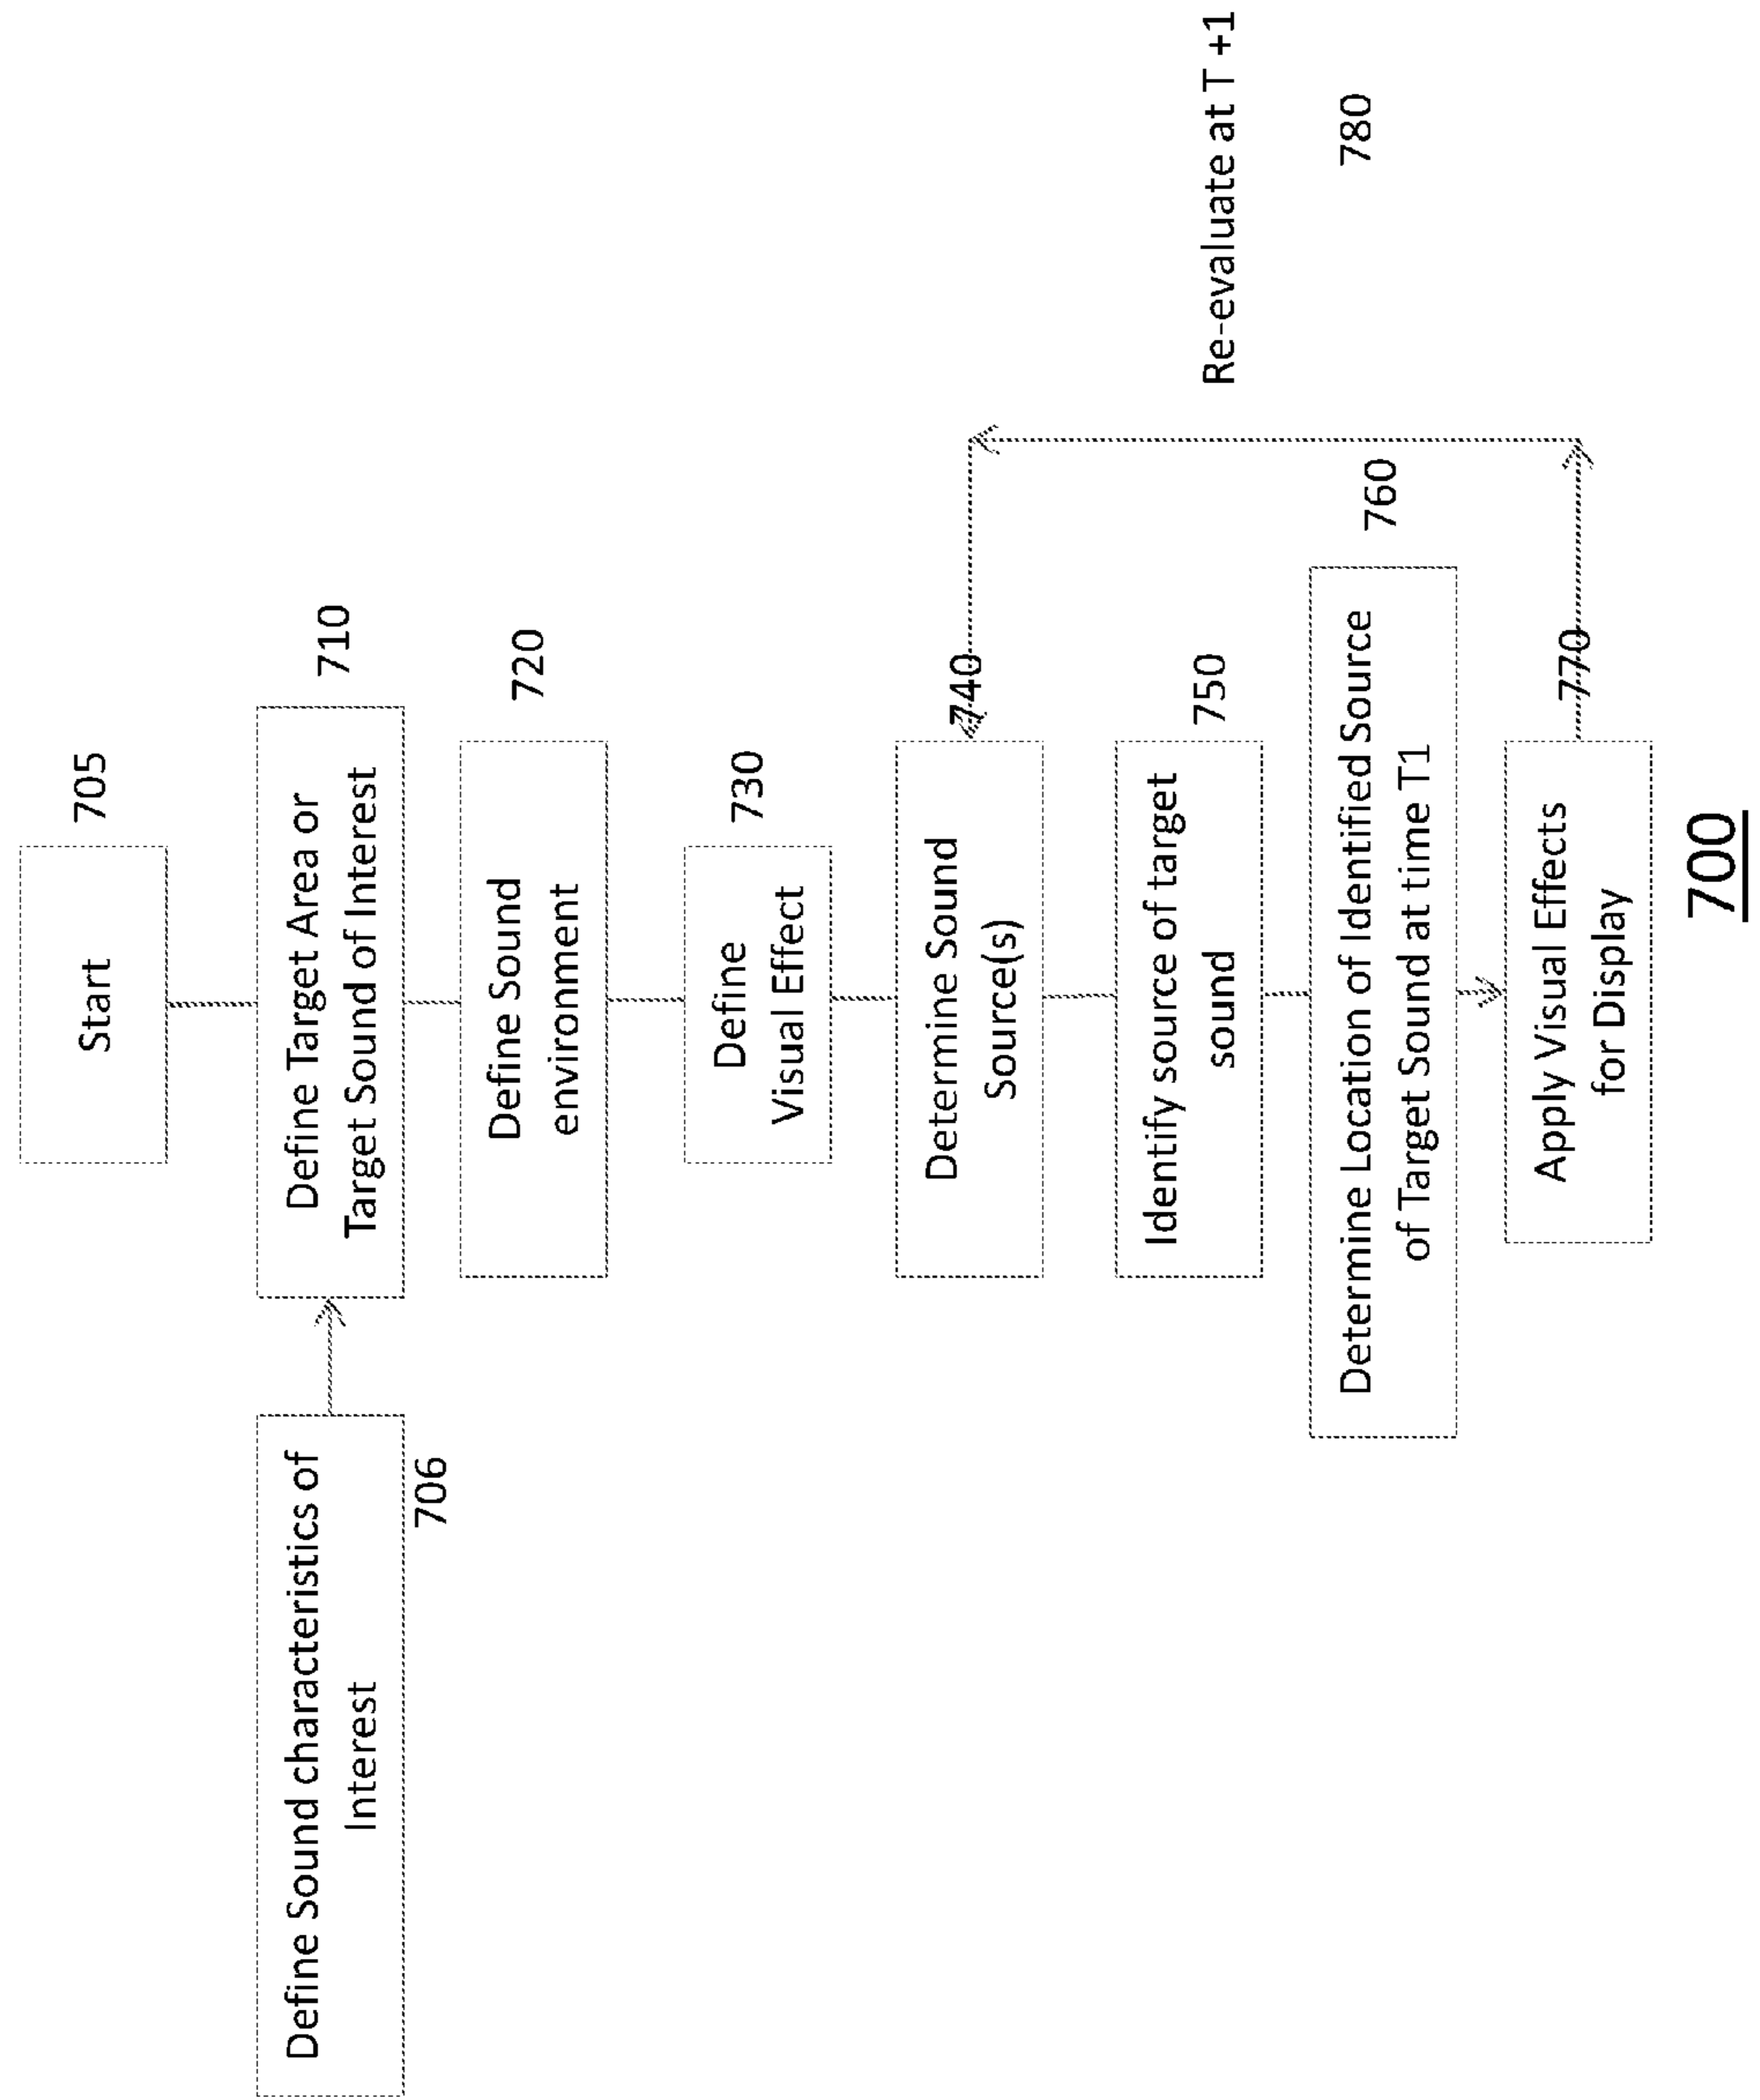 Start
705
Define Sound characteristics of
Interest
706
Define Target Area or
Target Sound of Interest
710
Define Sound
environment
720
Define
Visual Effect
730
Determine Sound
Source(s)
740
Identify source of target
sound
750
Determine Location of Identified Source
of Target Sound at time T1
760
Apply Visual Effects
for Display
770
Re-evaluate at T +1
780
700